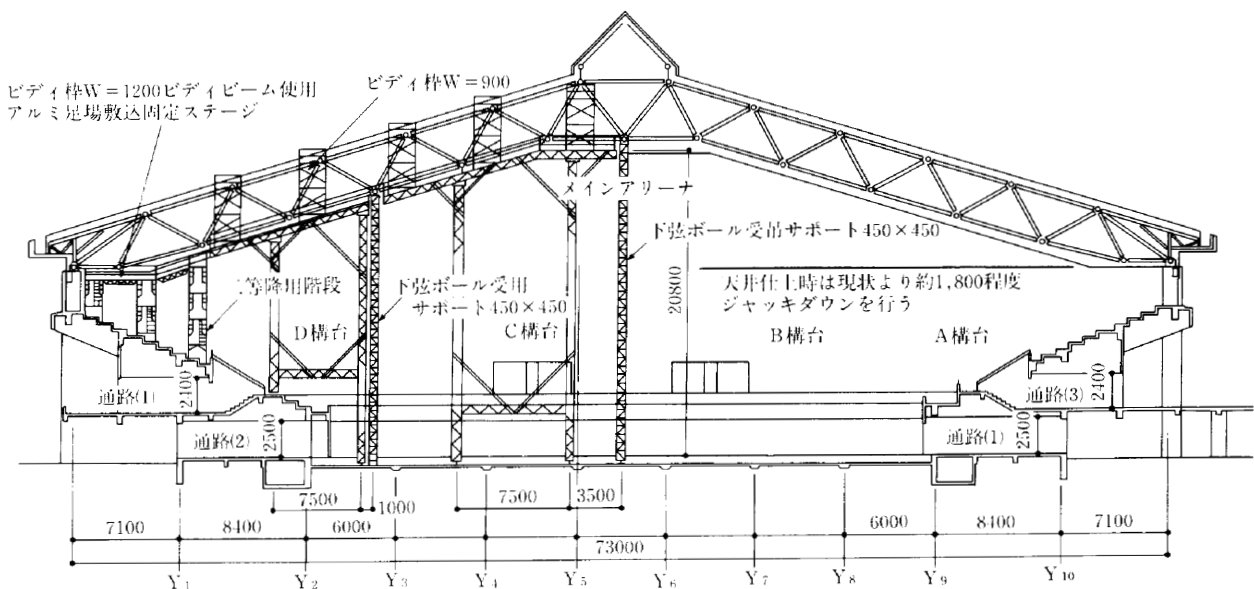 ビディ枠W＝1200ビディビーム使用
アルミ足場敷込固定ステージ
ビディ枠W＝900
メインアリーナ
下弦ボール受吊サポート450×450
天井仕上時は現状より約1,800程度
ジャッキダウンを行う
等降用階段
下弦ボール受用
サポート450×450
D構台
C構台
B構台
A構台
20800
通路(1)
2400
通路(2)
2500
通路(3)
2400
通路(1)
2500
7500
1000
7500
3500
7100
8400
6000
6000
8400
7100
73000
Y1
Y2
Y3
Y4
Y5
Y6
Y7
Y8
Y9
Y10